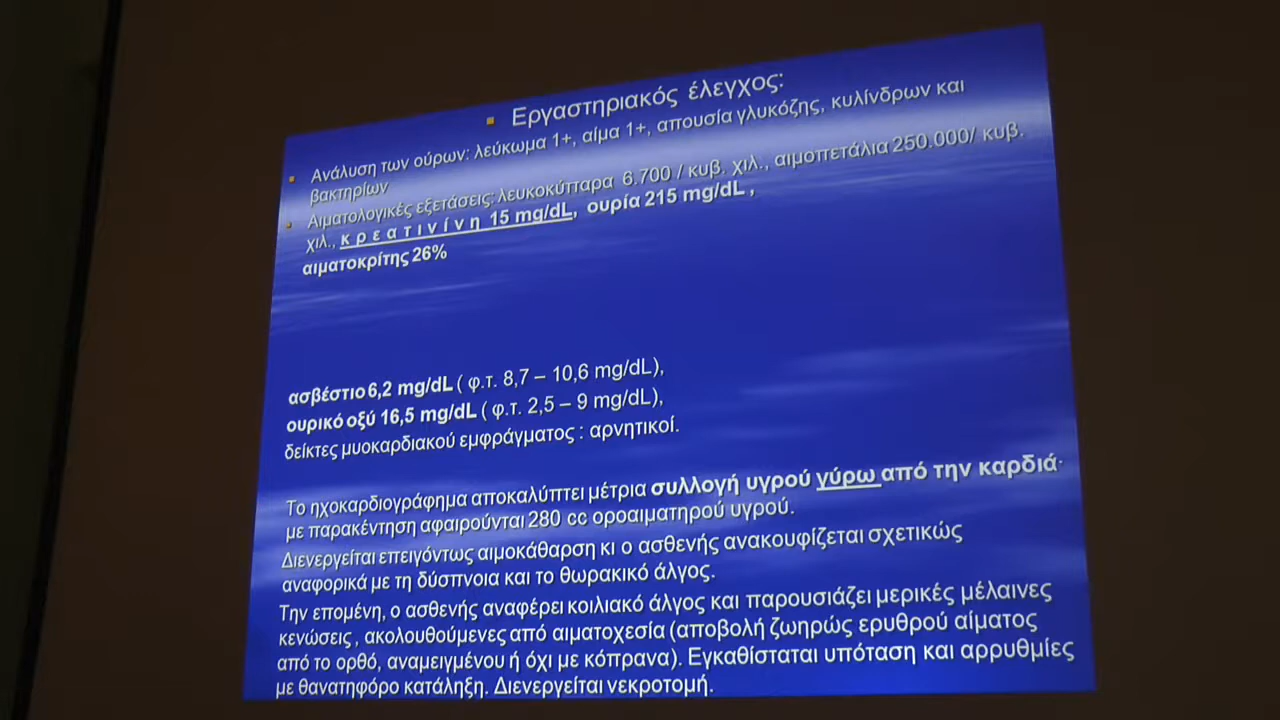 Εργαστηριακός έλεγχος:
Ανάλυση των ούρων: λεύκωμα 1+, αίμα 1+, απουσία γλυκόζης, κυλίνδρων και
βακτηρίων
Αιματολογικές εξετάσεις: λευκοκύτταρα 6.700 / κυβ. χιλ., αιμοπετάλια 250.000/ κυβ.
χιλ., κρεατινίνη 15 mg/dL, ουρία 215 mg/dL ,
αιματοκρίτης 26%
ασβέστιο 6,2 mg/dL ( φ.τ. 8,7 – 10,6 mg/dL),
ουρικό οξύ 16,5 mg/dL ( φ.τ. 2,5 – 9 mg/dL),
δείκτες μυοκαρδιακού εμφράγματος : αρνητικοί.
Το ηχοκαρδιογράφημα αποκαλύπτει μέτρια συλλογή υγρού γύρω από την καρδιά·
με παρακέντηση αφαιρούνται 280 cc οροαιματηρού υγρού.
Διενεργείται επειγόντως αιμοκάθαρση κι ο ασθενής ανακουφίζεται σχετικώς
αναφορικά με τη δύσπνοια και το θωρακικό άλγος.
Την επομένη, ο ασθενής αναφέρει κοιλιακό άλγος και παρουσιάζει μερικές μέλαινες
κενώσεις , ακολουθούμενες από αιματοχεσία (αποβολή ζωηρώς ερυθρού αίματος
από το ορθό, αναμειγμένου ή όχι με κόπρανα). Εγκαθίσταται υπόταση και αρρυθμίες
με θανατηφόρο κατάληξη. Διενεργείται νεκροτομή.